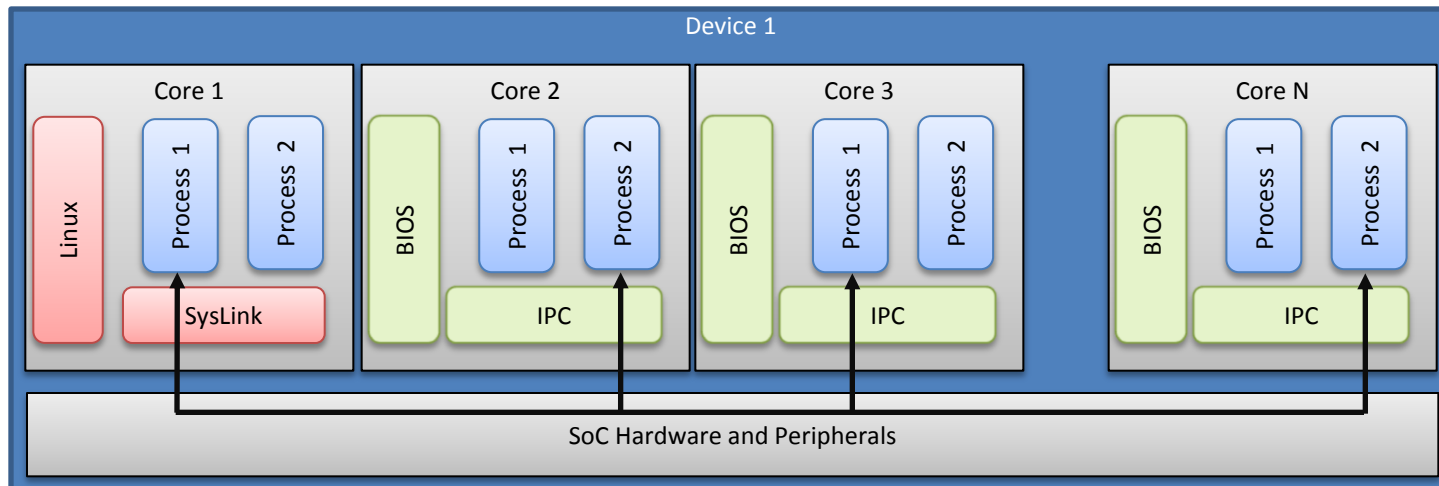 Device 1
Core 1
Linux
Process 1
Process 2
SysLink
Core 2
BIOS
Process 1
Process 2
IPC
Core 3
BIOS
Process 1
Process 2
IPC
Core N
BIOS
Process 1
Process 2
IPC
SoC Hardware and Peripherals